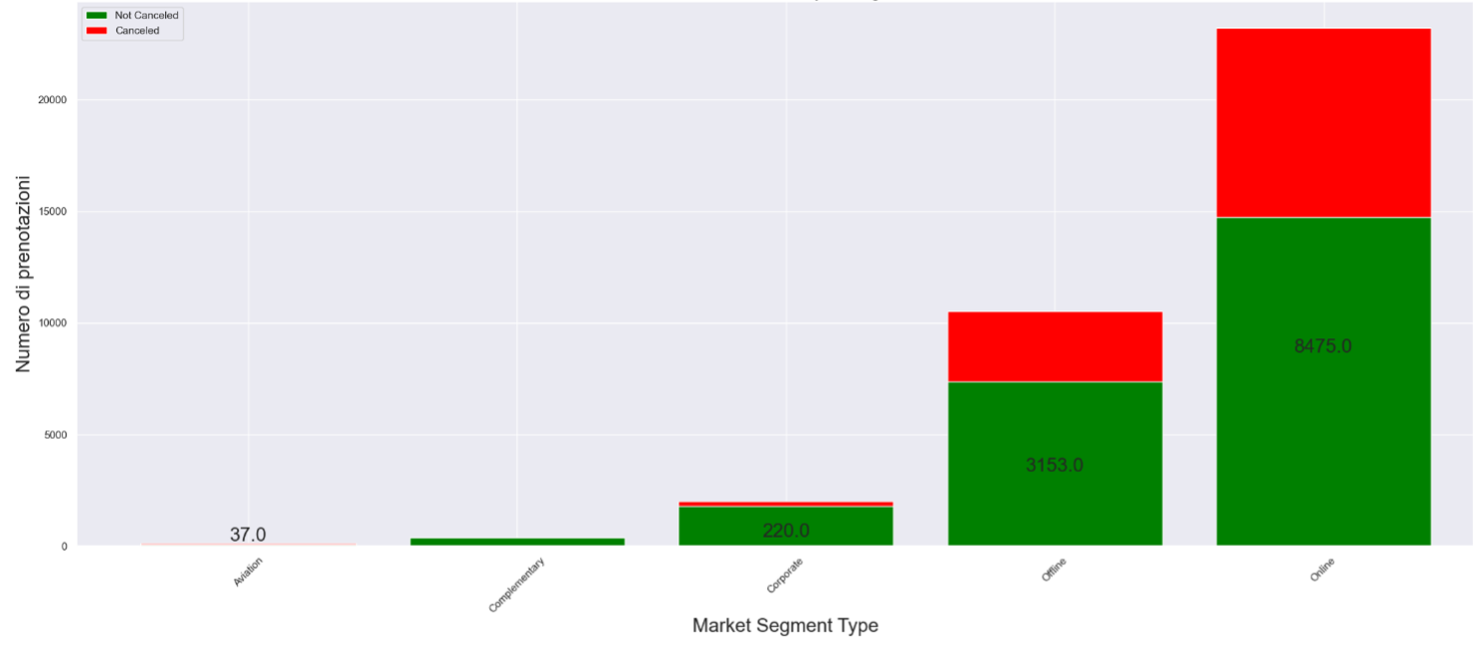 Not Canceled
Canceled
Numero di prenotazioni
20000
15000
10000
5000
0
37.0
220.0
3153.0
8475.0
Aviation
Complementary
Corporate
Offline
Online
Market Segment Type